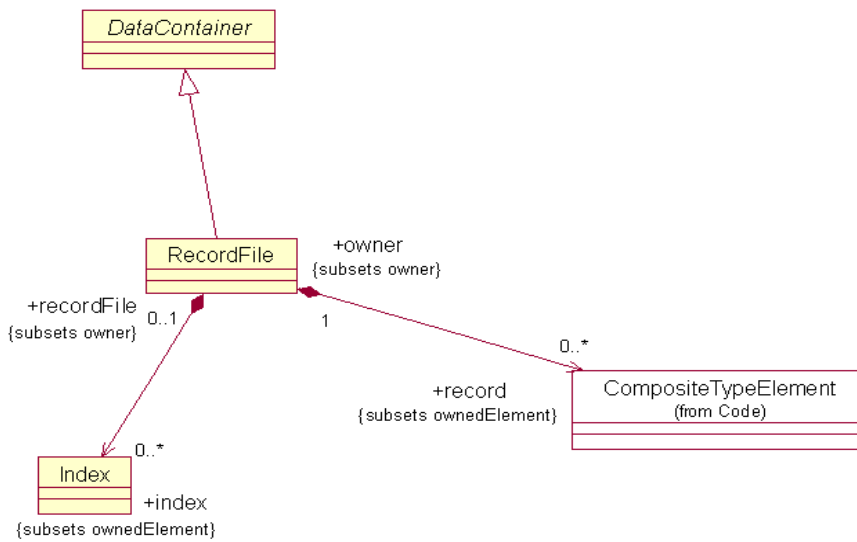 DataContainer
RecordFile
+owner
{subsets owner}
+recordFile
{subsets owner}
0..1
1
0..*
+record
{subsets ownedElement}
CompositeTypeElement
(from Code)
0..*
Index
+index
{subsets ownedElement}